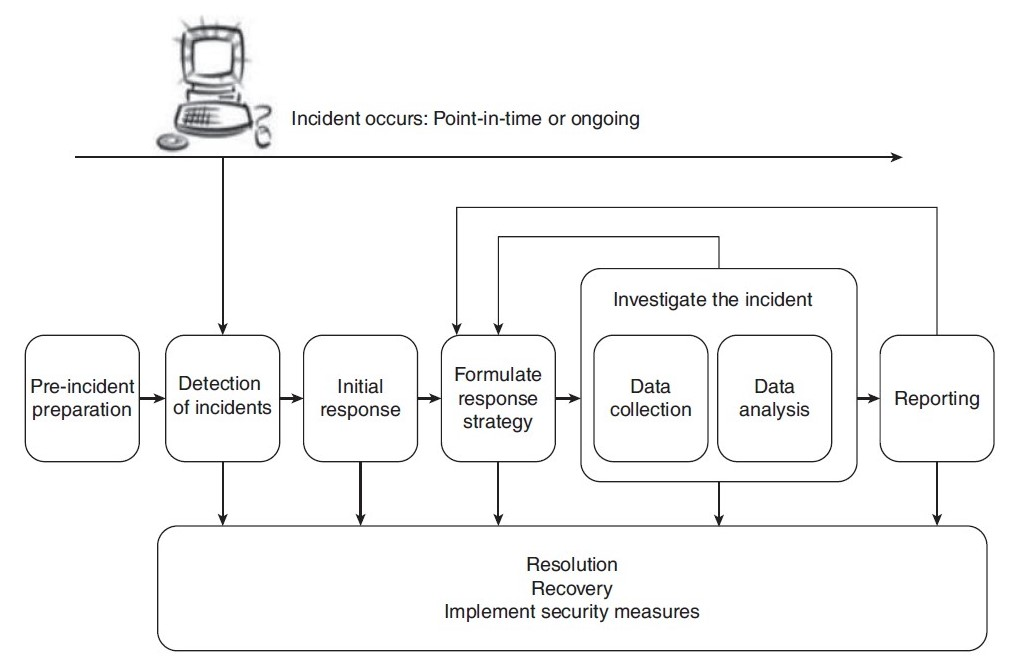 Incident occurs: Point-in-time or ongoing
Investigate the incident
Pre-incident
preparation
Detection
of incidents
Initial
response
Formulate
response
strategy
Data
collection
Data
analysis
Reporting
Resolution
Recovery
Implement security measures